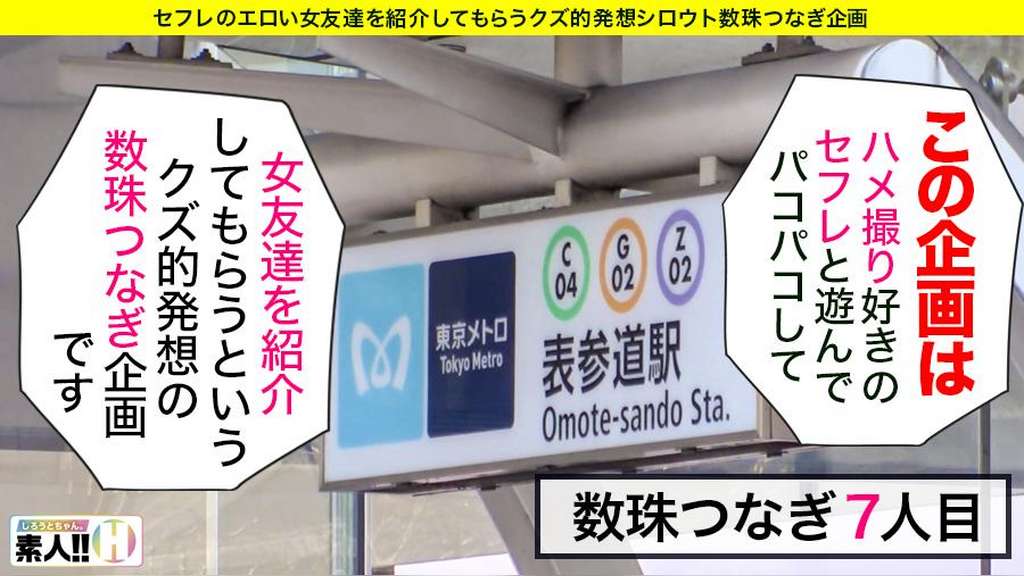 セフレのエロい女友達を紹介してもらうクズ的発想シロウト数珠つなぎ企画
この企画は
ハメ撮り好きの
セフレと遊んで
パコパコして
女友達を紹介
してもらうという
クズ的発想の
数珠つなぎ企画
です
東京メトロ
Tokyo Metro
C
04
G
02
Z
02
表参道駅
Omote-sando Sta.
数珠つなぎ7人目
しろうとちゃん。
素人!!
H